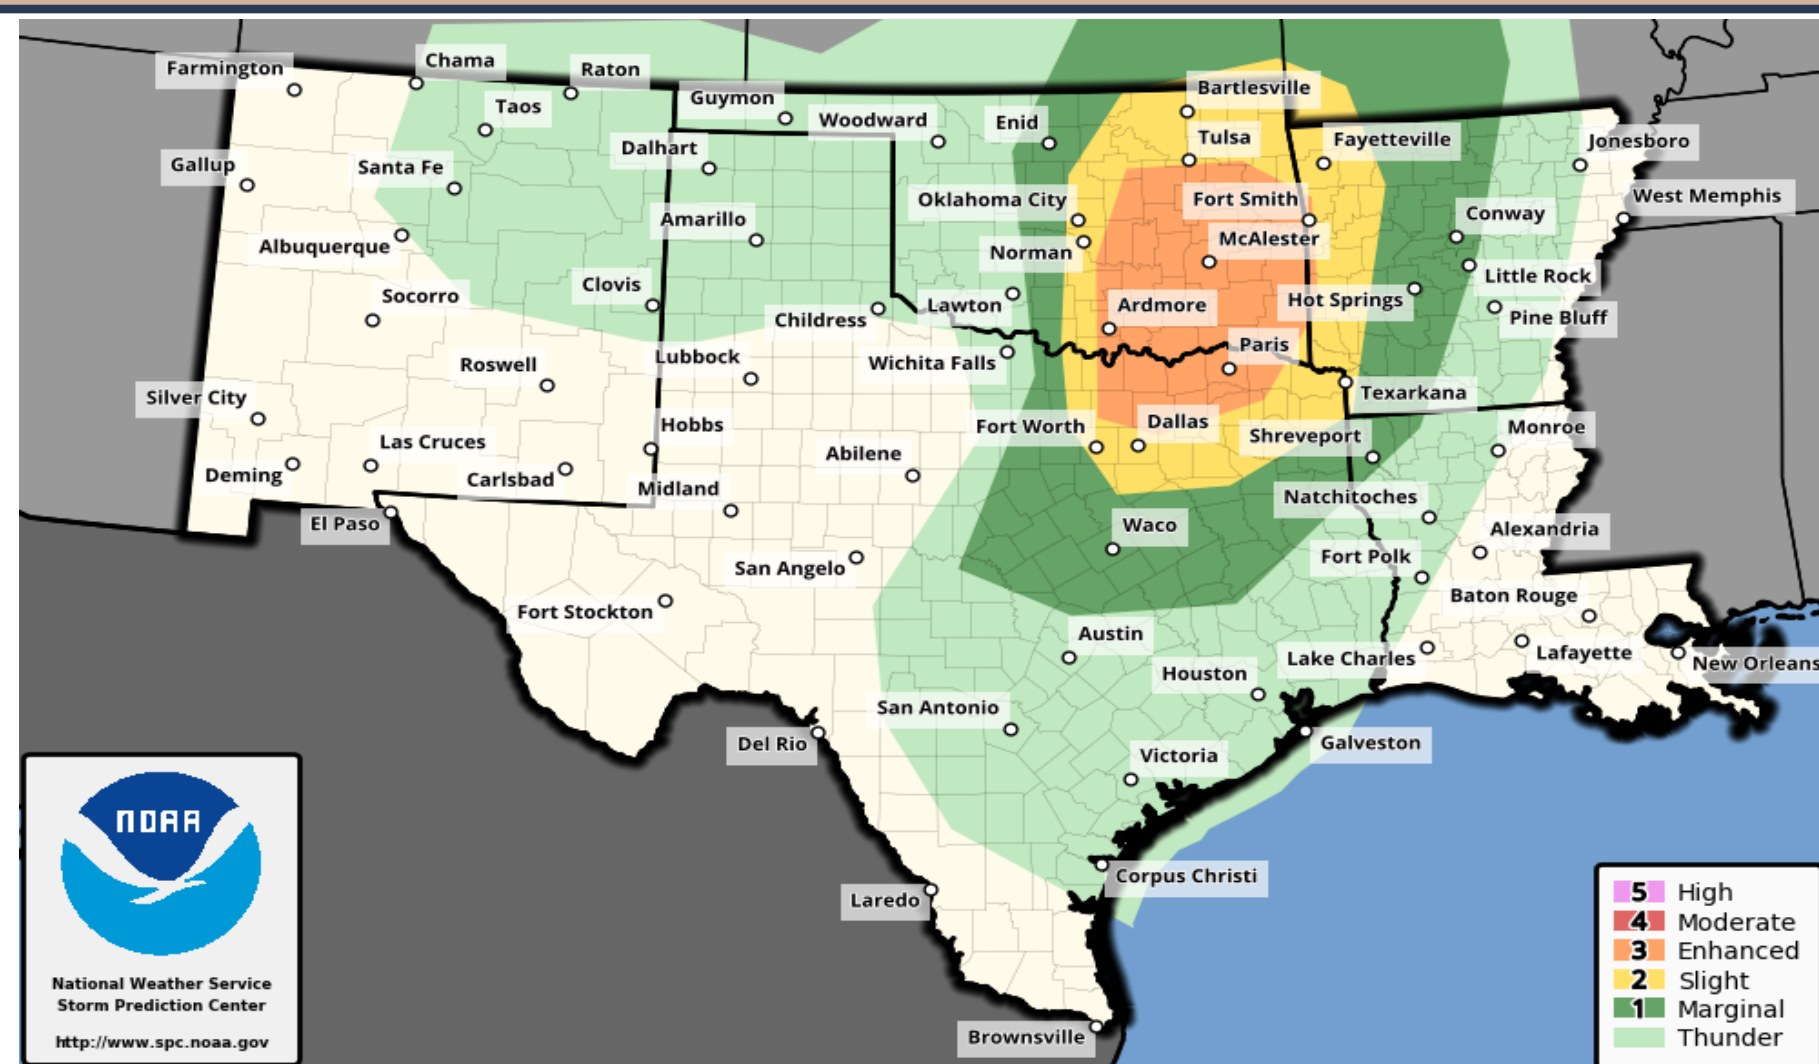 Farmington
Chama
Raton
Taos
Guymon
Woodward
Enid
Bartlesville
Tulsa
Fayetteville
Jonesboro
Gallup
Santa Fe
Dalhart
Oklahoma City
Fort Smith
West Memphis
Albuquerque
Amarillo
Norman
McAlester
Conway
Socorro
Clovis
Childress
Lawton
Ardmore
Hot Springs
Little Rock
Pine Bluff
Roswell
Lubbock
Wichita Falls
Paris
Silver City
Hobbs
Texarkana
Las Cruces
Abilene
Fort Worth
Dallas
Shreveport
Monroe
Deming
Carlsbad
Midland
Natchitoches
El Paso
Waco
Alexandria
San Angelo
Fort Polk
Fort Stockton
Baton Rouge
Austin
Houston
Lake Charles
Lafayette
New Orleans
San Antonio
Del Rio
Victoria
Galveston
Corpus Christi
Laredo
Brownsville
NOAA
National Weather Service
Storm Prediction Center
http://www.spc.noaa.gov
5 High
4 Moderate
3 Enhanced
2 Slight
1 Marginal
Thunder